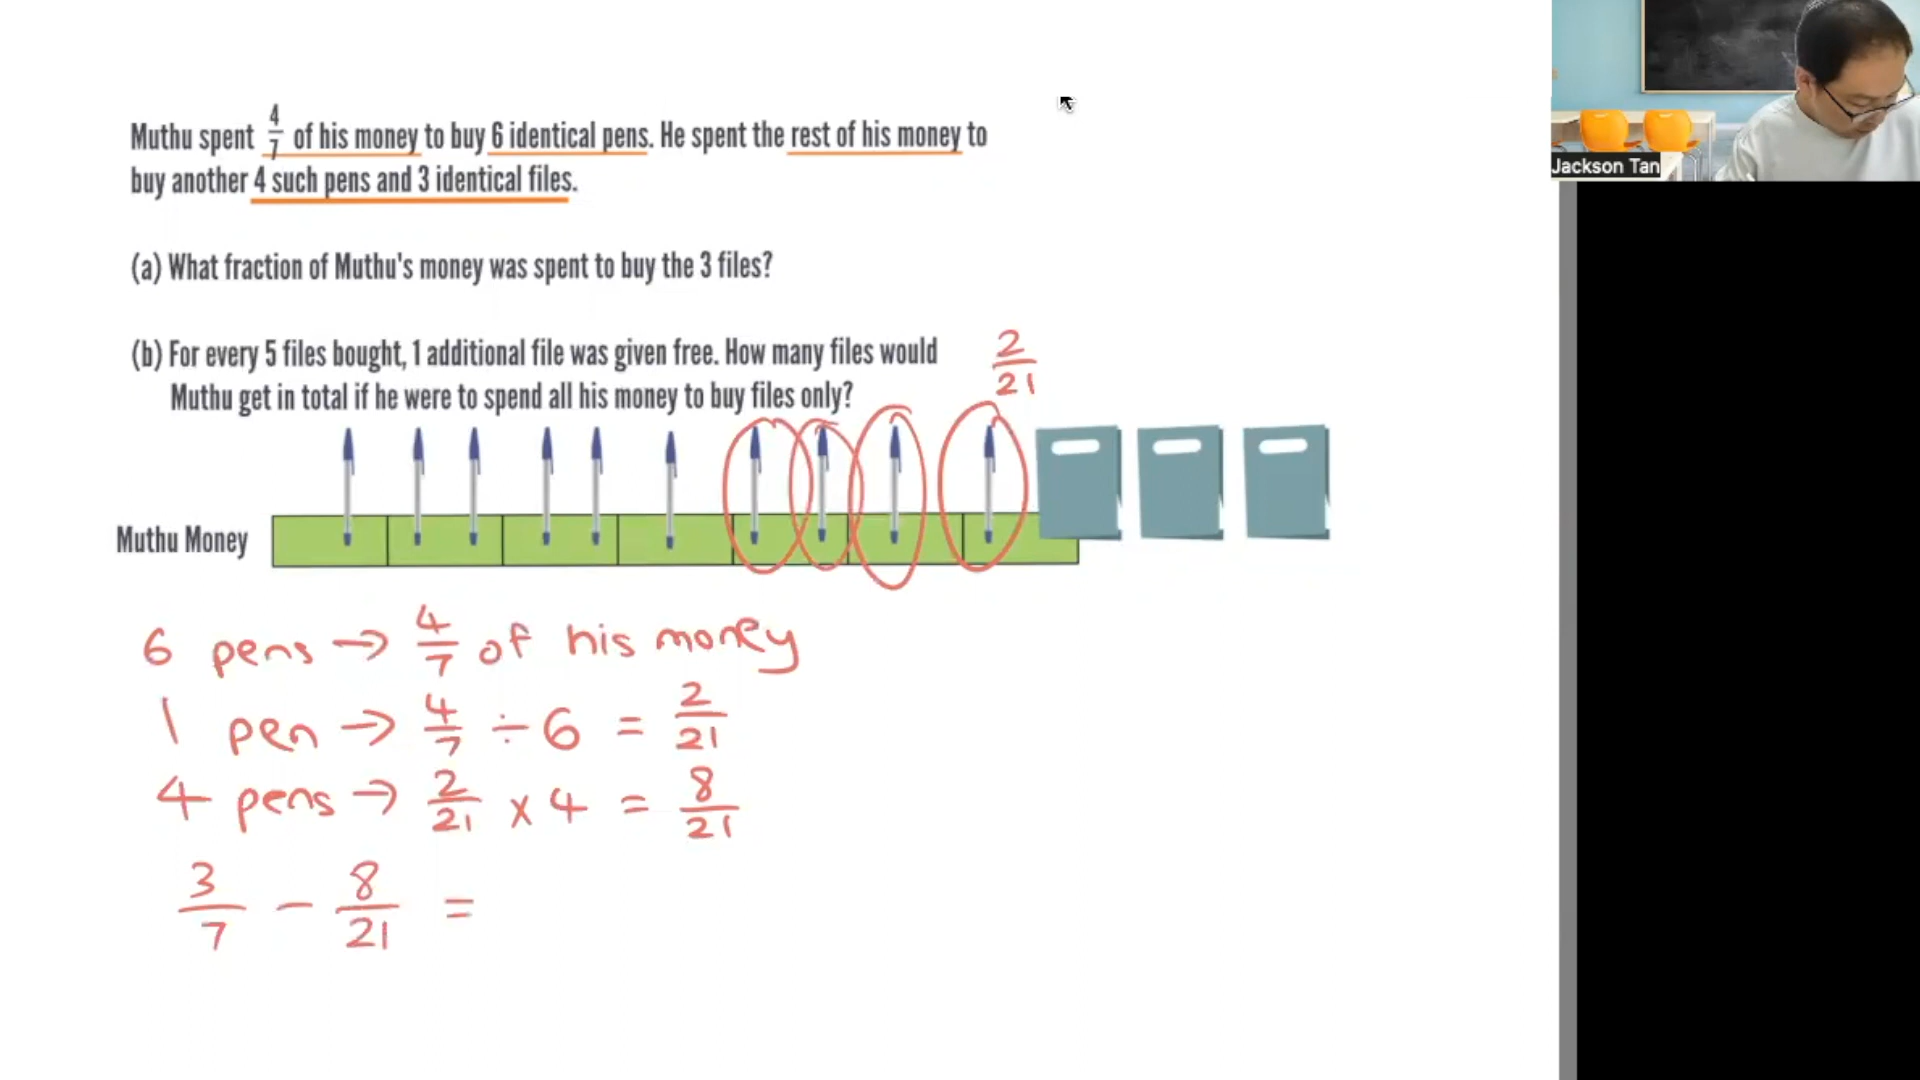 Muthu spent 4/7 of his money to buy 6 identical pens. He spent the rest of his money to
buy another 4 such pens and 3 identical files.
(a) What fraction of Muthu's money was spent to buy the 3 files?
(b) For every 5 files bought, 1 additional file was given free. How many files would
Muthu get in total if he were to spend all his money to buy files only?
2/21
Muthu Money
6 pens → 4/7 of his money
1 pen → 4/7 ÷ 6 = 2/21
4 pens → 2/21 × 4 = 8/21
3/7 − 8/21 =
Jackson Tan